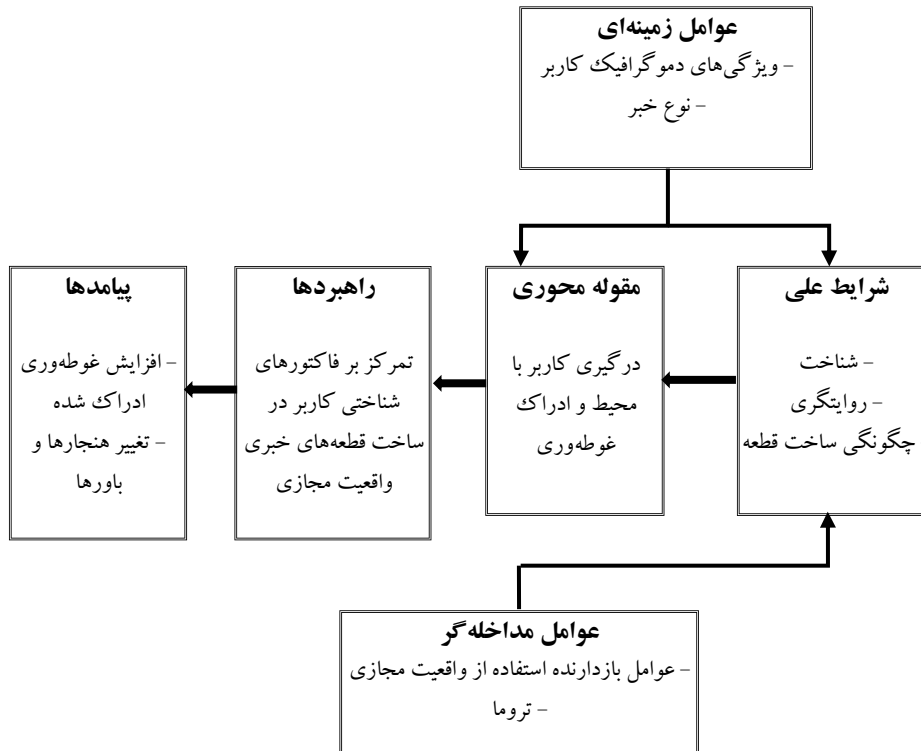 عوامل زمینه‌ای
– ویژگی‌های دموگرافیک کاربر
– نوع خبر
شرایط علی
– شناخت
– روایتگری
چگونگی ساخت قطعه
مقوله محوری
درگیری کاربر با
محیط و ادراک
غوطه‌وری
راهبردها
تمرکز بر فاکتورهای
شناختی کاربر در
ساخت قطعه‌های خبری
واقعیت مجازی
پیامدها
– افزایش غوطه‌وری
ادراک شده
– تغییر هنجارها و
باورها
عوامل مداخله‌گر
– عوامل بازدارنده استفاده از واقعیت مجازی
– تروما